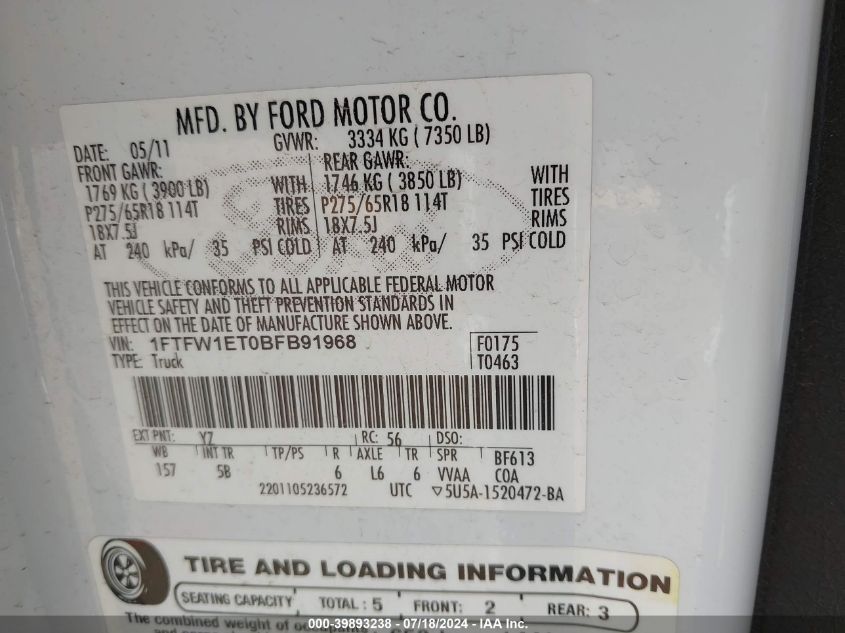 MFD. BY FORD MOTOR CO.
DATE: 05/11 GVWR: 3334 KG ( 7350 LB)
FRONT GAWR: REAR GAWR:
1769 KG ( 3900 LB) WITH 1746 KG ( 3850 LB) WITH
P275/65R18 114T TIRES P275/65R18 114T TIRES
18X7.5J RIMS 18X7.5J RIMS
AT 240 kPa/ 35 PSI COLD AT 240 kPa/ 35 PSI COLD
THIS VEHICLE CONFORMS TO ALL APPLICABLE FEDERAL MOTOR
VEHICLE SAFETY AND THEFT PREVENTION STANDARDS IN
EFFECT ON THE DATE OF MANUFACTURE SHOWN ABOVE.
VIN: 1FTFW1ET0BFB91968 F0175
TYPE: Truck T0463
EXT PNT: YZ RC: 56 DSO:
WB INT TR TP/PS R AXLE TR SPR BF613
157 5B 6 L6 6 VVAA COA
2201105236572 UTC ▽5U5A-1520472-BA
TIRE AND LOADING INFORMATION
SEATING CAPACITY TOTAL : 5 FRONT: 2 REAR: 3
The combined weight of
00-39893238 - 07/18/2024 - IAA Inc.